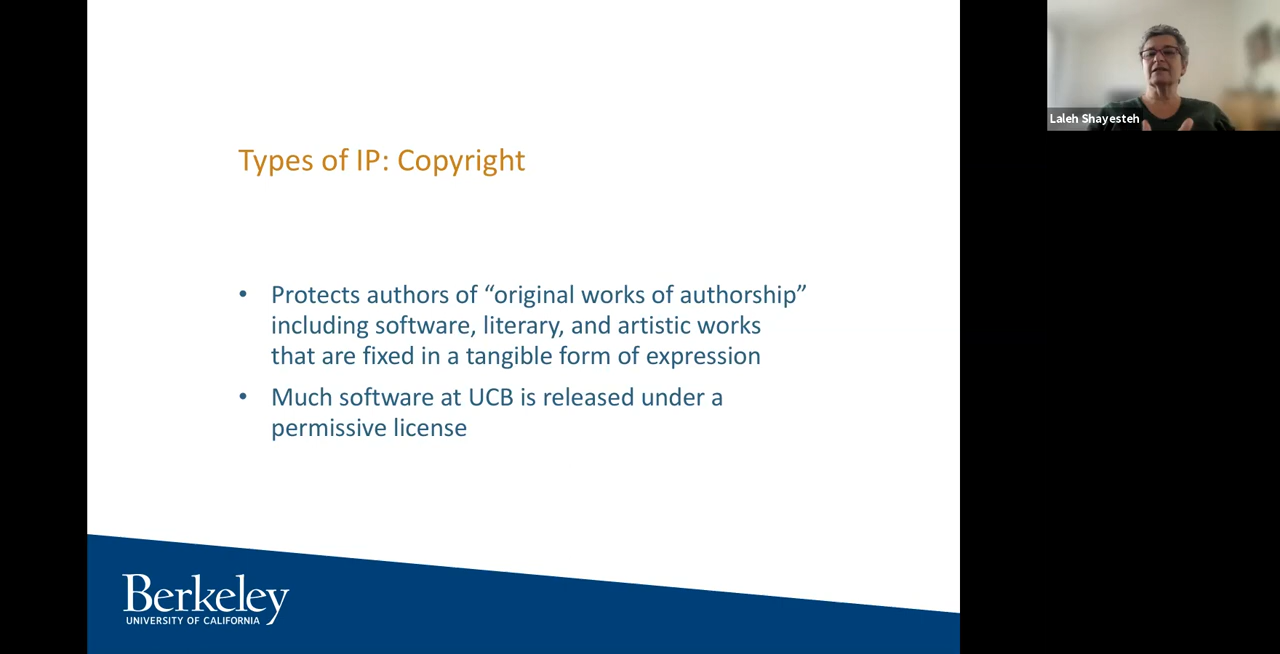 Types of IP: Copyright
• Protects authors of “original works of authorship”
including software, literary, and artistic works
that are fixed in a tangible form of expression
• Much software at UCB is released under a
permissive license
Berkeley
UNIVERSITY OF CALIFORNIA
Laleh Shayesteh